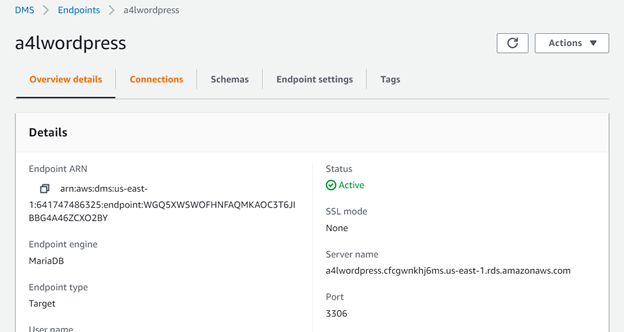 DMS > Endpoints > a4lwordpress
a4lwordpress
Actions
Overview details
Connections
Schemas
Endpoint settings
Tags
Details
Endpoint ARN
arn:aws:dms:us-east-
1:641747486325:endpoint:WGQ5XWSWOFHNFAQMKAOC3T6JI
BBG4A46ZCXO2BY
Endpoint engine
MariaDB
Endpoint type
Target
User name
Status
Active
SSL mode
None
Server name
a4lwordpress.cfcgwnkhj6ms.us-east-1.rds.amazonaws.com
Port
3306